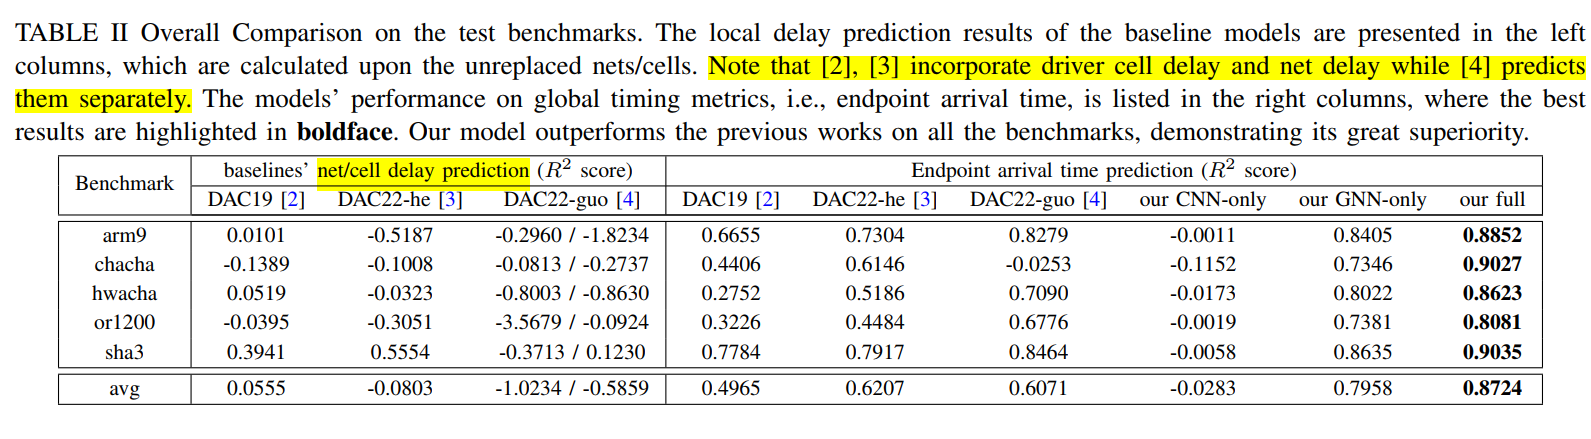 TABLE II Overall Comparison on the test benchmarks. The local delay prediction results of the baseline models are presented in the left
columns, which are calculated upon the unreplaced nets/cells. Note that [2], [3] incorporate driver cell delay and net delay while [4] predicts
them separately. The models' performance on global timing metrics, i.e., endpoint arrival time, is listed in the right columns, where the best
results are highlighted in boldface. Our model outperforms the previous works on all the benchmarks, demonstrating its great superiority.
Benchmark baselines' net/cell delay prediction (R² score) Endpoint arrival time prediction (R² score)
DAC19 [2] DAC22-he [3] DAC22-guo [4] DAC19 [2] DAC22-he [3] DAC22-guo [4] our CNN-only our GNN-only our full
arm9 0.0101 -0.5187 -0.2960 / -1.8234 0.6655 0.7304 0.8279 -0.0011 0.8405 0.8852
chacha -0.1389 -0.1008 -0.0813 / -0.2737 0.4406 0.6146 -0.0253 -0.1152 0.7346 0.9027
hwacha 0.0519 -0.0323 -0.8003 / -0.8630 0.2752 0.5186 0.7090 -0.0173 0.8022 0.8623
or1200 -0.0395 -0.3051 -3.5679 / -0.0924 0.3226 0.4484 0.6776 -0.0019 0.7381 0.8081
sha3 0.3941 0.5554 -0.3713 / 0.1230 0.7784 0.7917 0.8464 -0.0058 0.8635 0.9035
avg 0.0555 -0.0803 -1.0234 / -0.5859 0.4965 0.6207 0.6071 -0.0283 0.7958 0.8724